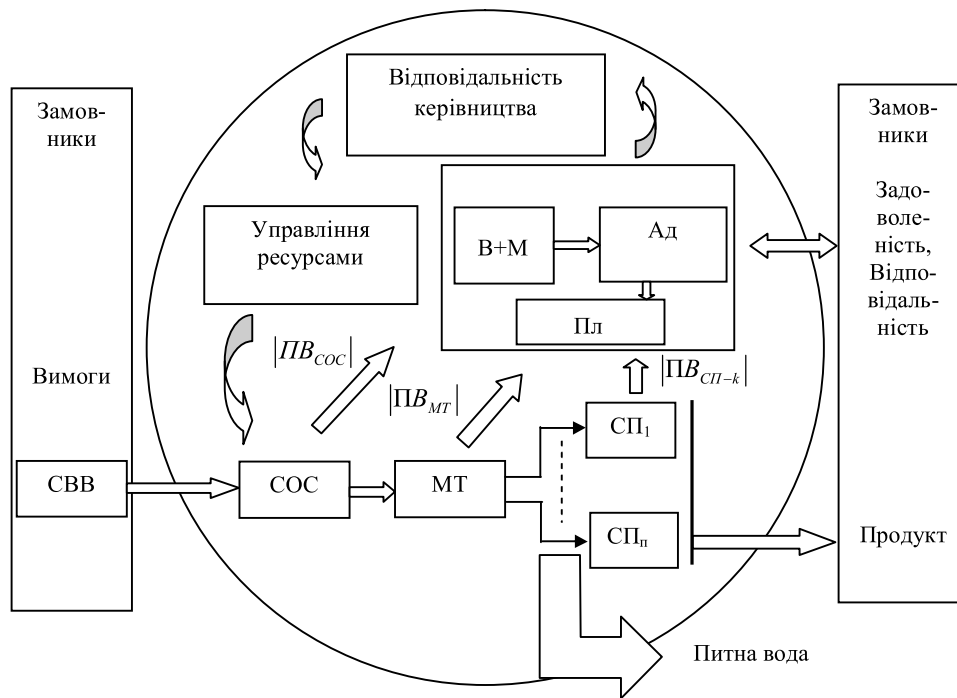 Замов-
ники
Вимоги
СВВ
Відповідальність
керівництва
Управління
ресурсами
В+М
Ад
Пл
|ПВ_СОС|
|ПВ_МТ|
|ПВ_СП-k|
СОС
МТ
СП₁
СПₙ
Замов-
ники
Задо-
воле-
ність,
Відпо-
відаль-
ність
Продукт
Питна вода